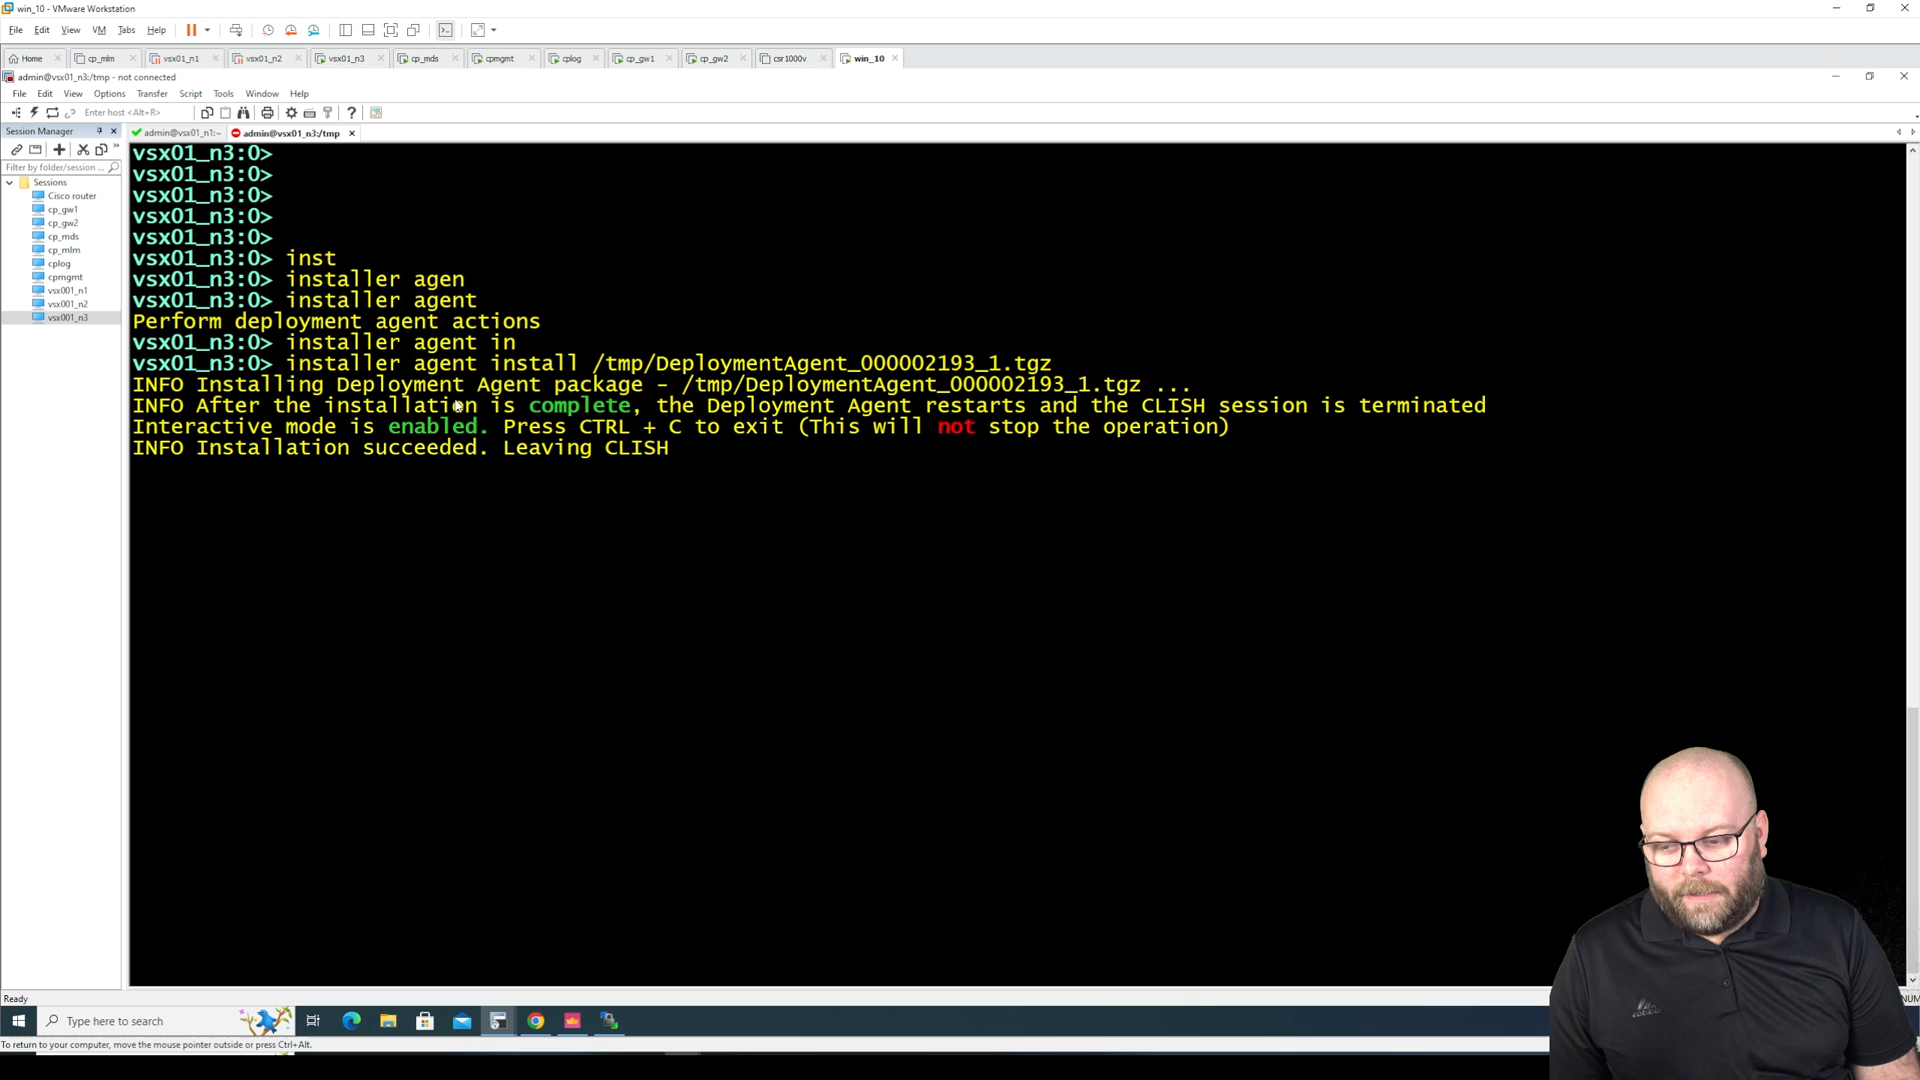 win_10 - VMware Workstation
File Edit View VM Tabs Help
Home cp_mlm vsx01_n1 vsx01_n2 vsx01_n3 cp_mds cpmgmt cplog cp_gw1 cp_gw2 csr1000v win_10
admin@vsx01_n3:/tmp - not connected
File Edit View Options Transfer Script Tools Window Help
Enter host <Alt+R>
Session Manager
admin@vsx01_n1:~ admin@vsx01_n3:/tmp
Filter by folder/session ...
Sessions
Cisco router
cp_gw1
cp_gw2
cp_mds
cp_mlm
cplog
cpmgmt
vsx001_n1
vsx001_n2
vsx001_n3
vsx01_n3:0>
vsx01_n3:0>
vsx01_n3:0>
vsx01_n3:0>
vsx01_n3:0>
vsx01_n3:0> inst
vsx01_n3:0> installer agen
vsx01_n3:0> installer agent
Perform deployment agent actions
vsx01_n3:0> installer agent in
vsx01_n3:0> installer agent install /tmp/DeploymentAgent_000002193_1.tgz
INFO Installing Deployment Agent package - /tmp/DeploymentAgent_000002193_1.tgz ...
INFO After the installation is complete, the Deployment Agent restarts and the CLISH session is terminated
Interactive mode is enabled. Press CTRL + C to exit (This will not stop the operation)
INFO Installation succeeded. Leaving CLISH
Ready
NUM
Type here to search
To return to your computer, move the mouse pointer outside or press Ctrl+Alt.